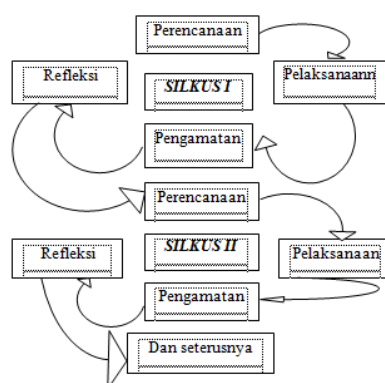 Perencanaan
Refleksi
SILKUS I
Pelaksanaann
Pengamatan
Perencanaan
Refleksi
SILKUS II
Pelaksanaan
Pengamatan
Dan seterusnya